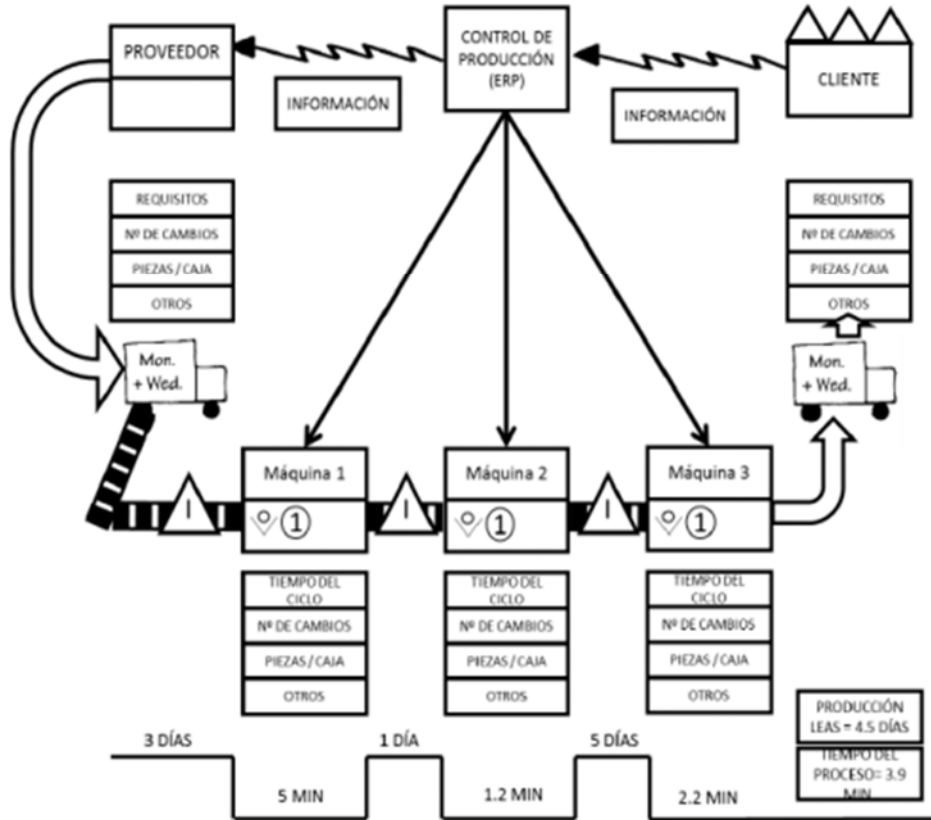 PROVEEDOR
INFORMACIÓN
CONTROL DE
PRODUCCIÓN
(ERP)
INFORMACIÓN
CLIENTE
REQUISITOS
Nº DE CAMBIOS
PIEZAS / CAJA
OTROS
REQUISITOS
Nº DE CAMBIOS
PIEZAS / CAJA
OTROS
Mon.
+ Wed.
Mon.
+ Wed.
I
Máquina 1
1
I
Máquina 2
1
I
Máquina 3
1
TIEMPO DEL
CICLO
Nº DE CAMBIOS
PIEZAS / CAJA
OTROS
TIEMPO DEL
CICLO
Nº DE CAMBIOS
PIEZAS / CAJA
OTROS
TIEMPO DEL
CICLO
Nº DE CAMBIOS
PIEZAS / CAJA
OTROS
3 DÍAS
5 MIN
1 DÍA
1.2 MIN
5 DÍAS
2.2 MIN
PRODUCCIÓN
LEAS = 4.5 DÍAS
TIEMPO DEL
PROCESO= 3.9
MIN